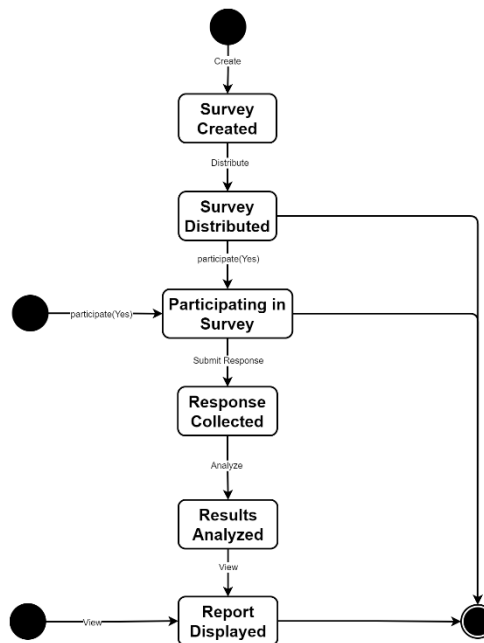 Create
Survey
Created
Distribute
Survey
Distributed
participate(Yes)
participate(Yes)
Participating in
Survey
Submit Response
Response
Collected
Analyze
Results
Analyzed
View
View
Report
Displayed